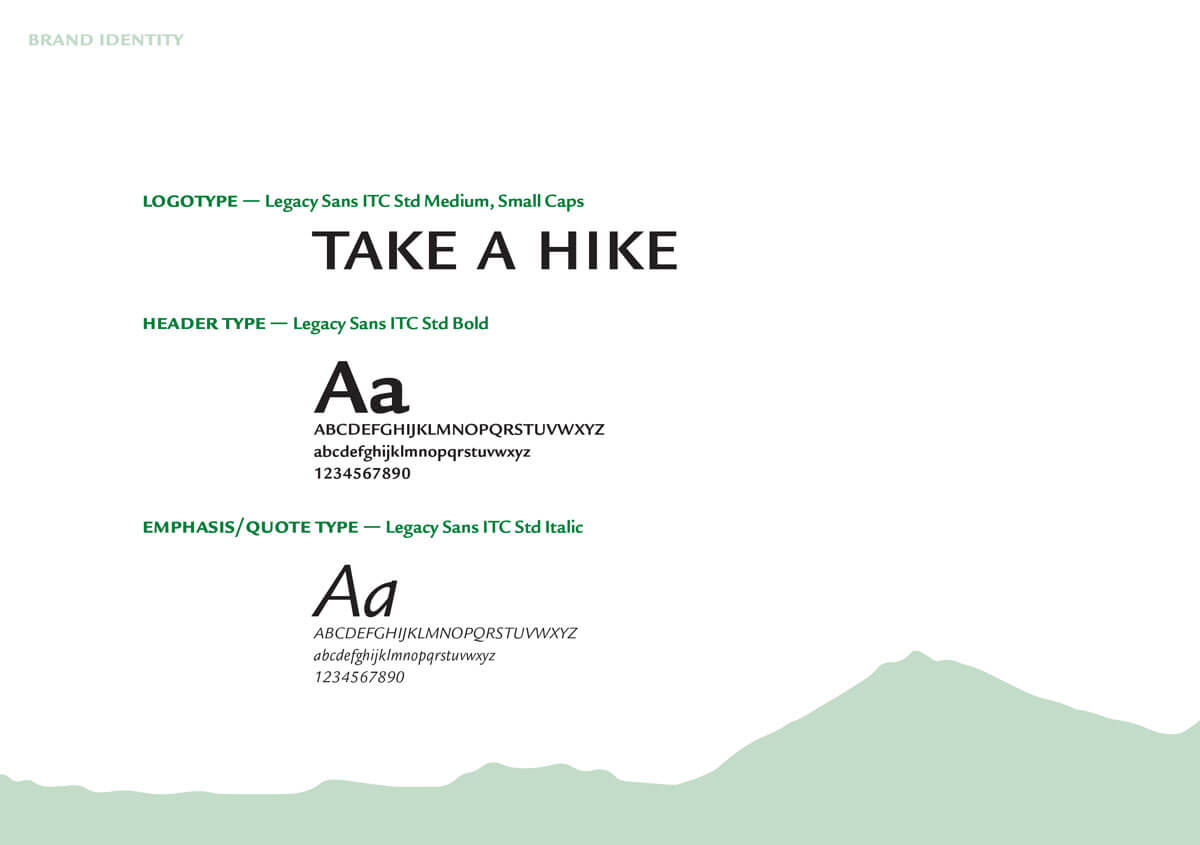 BRAND IDENTITY
LOGOTYPE — Legacy Sans ITC Std Medium, Small Caps
TAKE A HIKE
HEADER TYPE — Legacy Sans ITC Std Bold
Aa
ABCDEFGHIJKLMNOPQRSTUVWXYZ
abcdefghijklmnopqrstuvwxyz
1234567890
EMPHASIS/QUOTE TYPE — Legacy Sans ITC Std Italic
Aa
ABCDEFGHIJKLMNOPQRSTUVWXYZ
abcdefghijklmnopqrstuvwxyz
1234567890